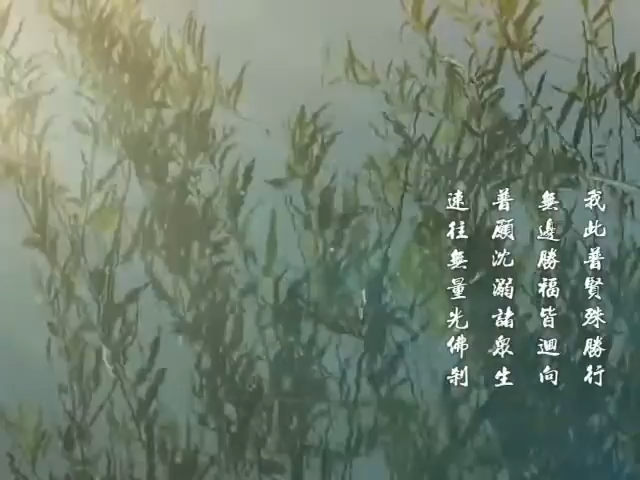 我此普賢殊勝行
無邊勝福皆迴向
普願沈溺諸眾生
速往無量光佛剎